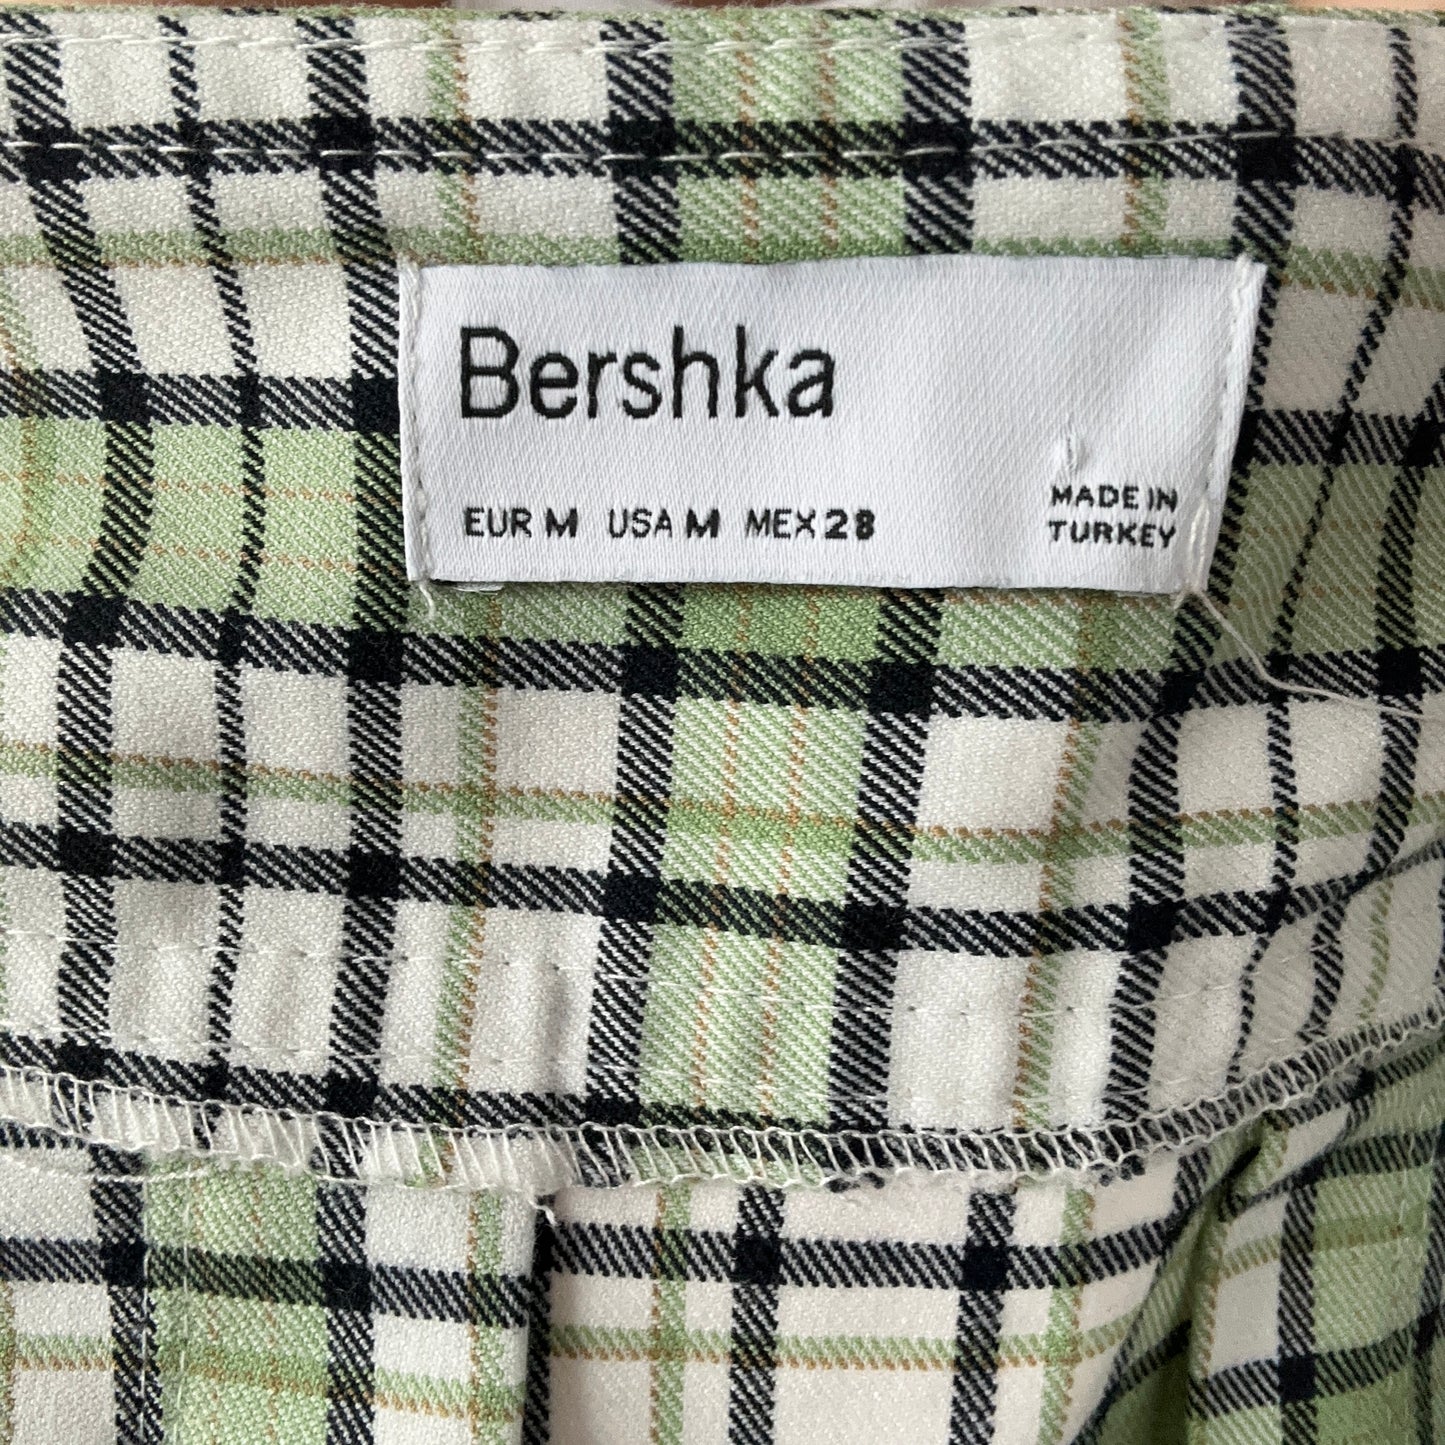 Bershka
EUR M USA M MEX 28
MADE IN
TURKEY